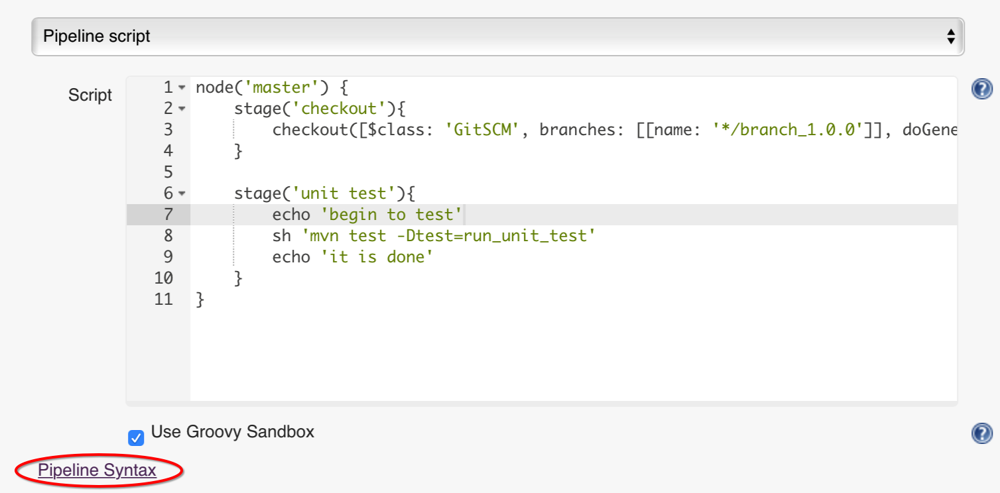 Pipeline script
Script
1 node('master') {
2 stage('checkout'){
3 checkout([$class: 'GitSCM', branches: [[name: '*/branch_1.0.0']], doGene
4 }
5
6 stage('unit test'){
7 echo 'begin to test'
8 sh 'mvn test -Dtest=run_unit_test'
9 echo 'it is done'
10 }
11 }
Use Groovy Sandbox
Pipeline Syntax